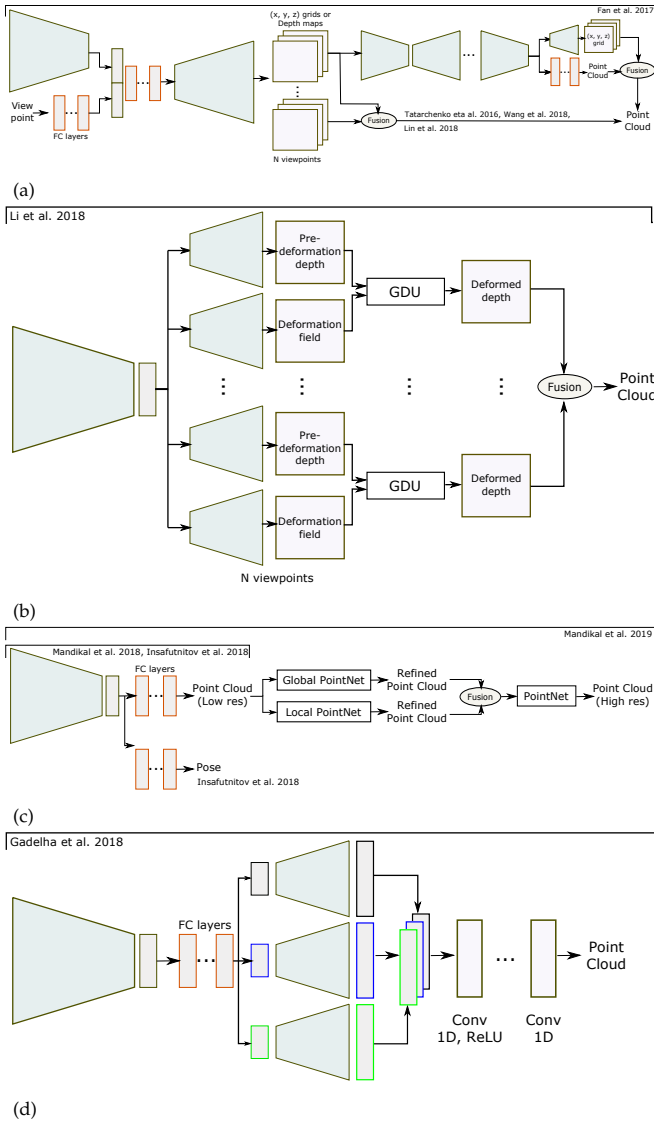 Fan et al. 2017
(x, y, z) grids or
Depth maps
(x, y, z)
grid
Point
Cloud
Fusion
View
point
FC layers
N viewpoints
Fusion
Tatarchenko eta al. 2016, Wang et al. 2018,
Lin et al. 2018
Point
Cloud
(a)
Li et al. 2018
Pre-
deformation
depth
Deformation
field
GDU
Deformed
depth
Fusion
Point
Cloud
Pre-
deformation
depth
Deformation
field
GDU
Deformed
depth
N viewpoints
(b)
Mandikal et al. 2019
Mandikal et al. 2018, Insafutnitov et al. 2018
FC layers
Point Cloud
(Low res)
Global PointNet
Local PointNet
Refined
Point Cloud
Refined
Point Cloud
Fusion
PointNet
Point Cloud
(High res)
Pose
Insafutnitov et al. 2018
(c)
Gadelha et al. 2018
FC layers
Point
Cloud
Conv
1D, ReLU
Conv
1D
(d)